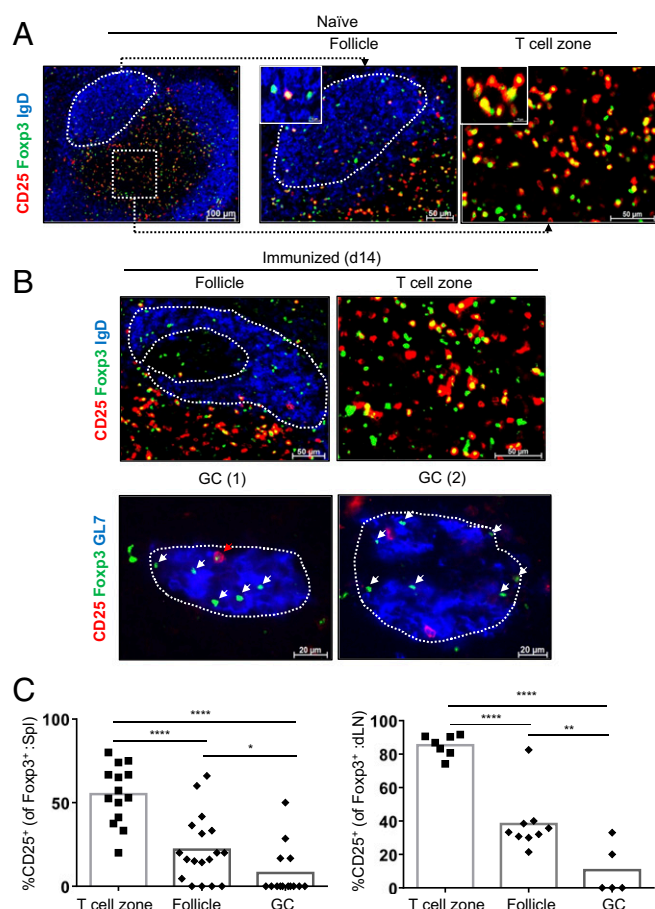 A
Naïve
Follicle
T cell zone
CD25 Foxp3 IgD
100 µm
50 µm
50 µm
B
Immunized (d14)
Follicle
T cell zone
CD25 Foxp3 IgD
50 µm
50 µm
GC (1)
GC (2)
CD25 Foxp3 GL7
20 µm
20 µm
C
%CD25⁺ (of Foxp3⁺ :Spl)
100
50
0
****
****
*
T cell zone
Follicle
GC
%CD25⁺ (of Foxp3⁺ :dLN)
100
80
60
40
20
0
****
****
**
T cell zone
Follicle
GC